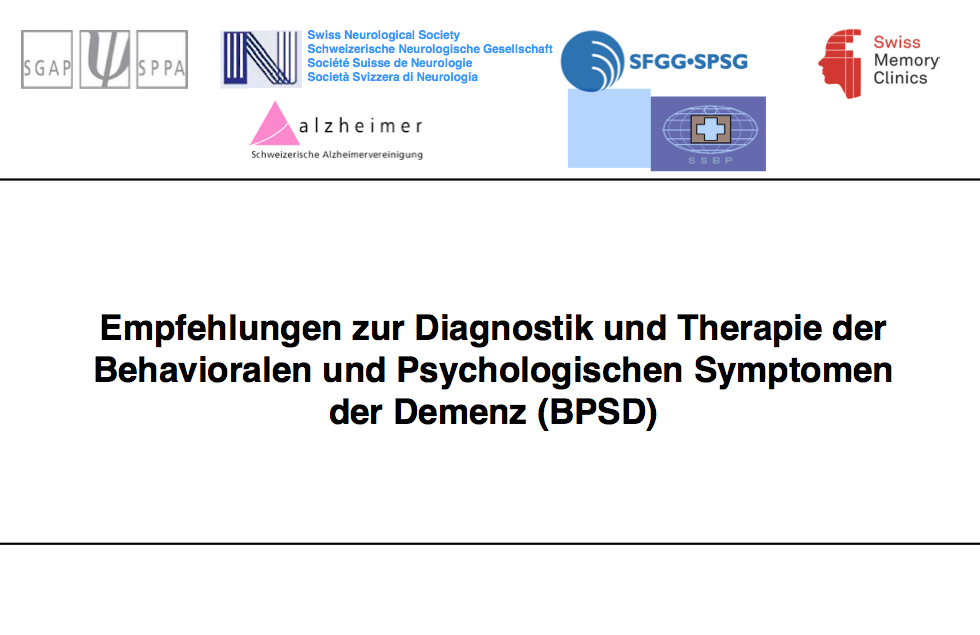 SGAP
ψ
SPPA
N
Swiss Neurological Society
Schweizerische Neurologische Gesellschaft
Société Suisse de Neurologie
Società Svizzera di Neurologia
SFGG•SPSG
Swiss
Memory
Clinics
alzheimer
Schweizerische Alzheimervereinigung
SSBP
Empfehlungen zur Diagnostik und Therapie der
Behavioralen und Psychologischen Symptomen
der Demenz (BPSD)